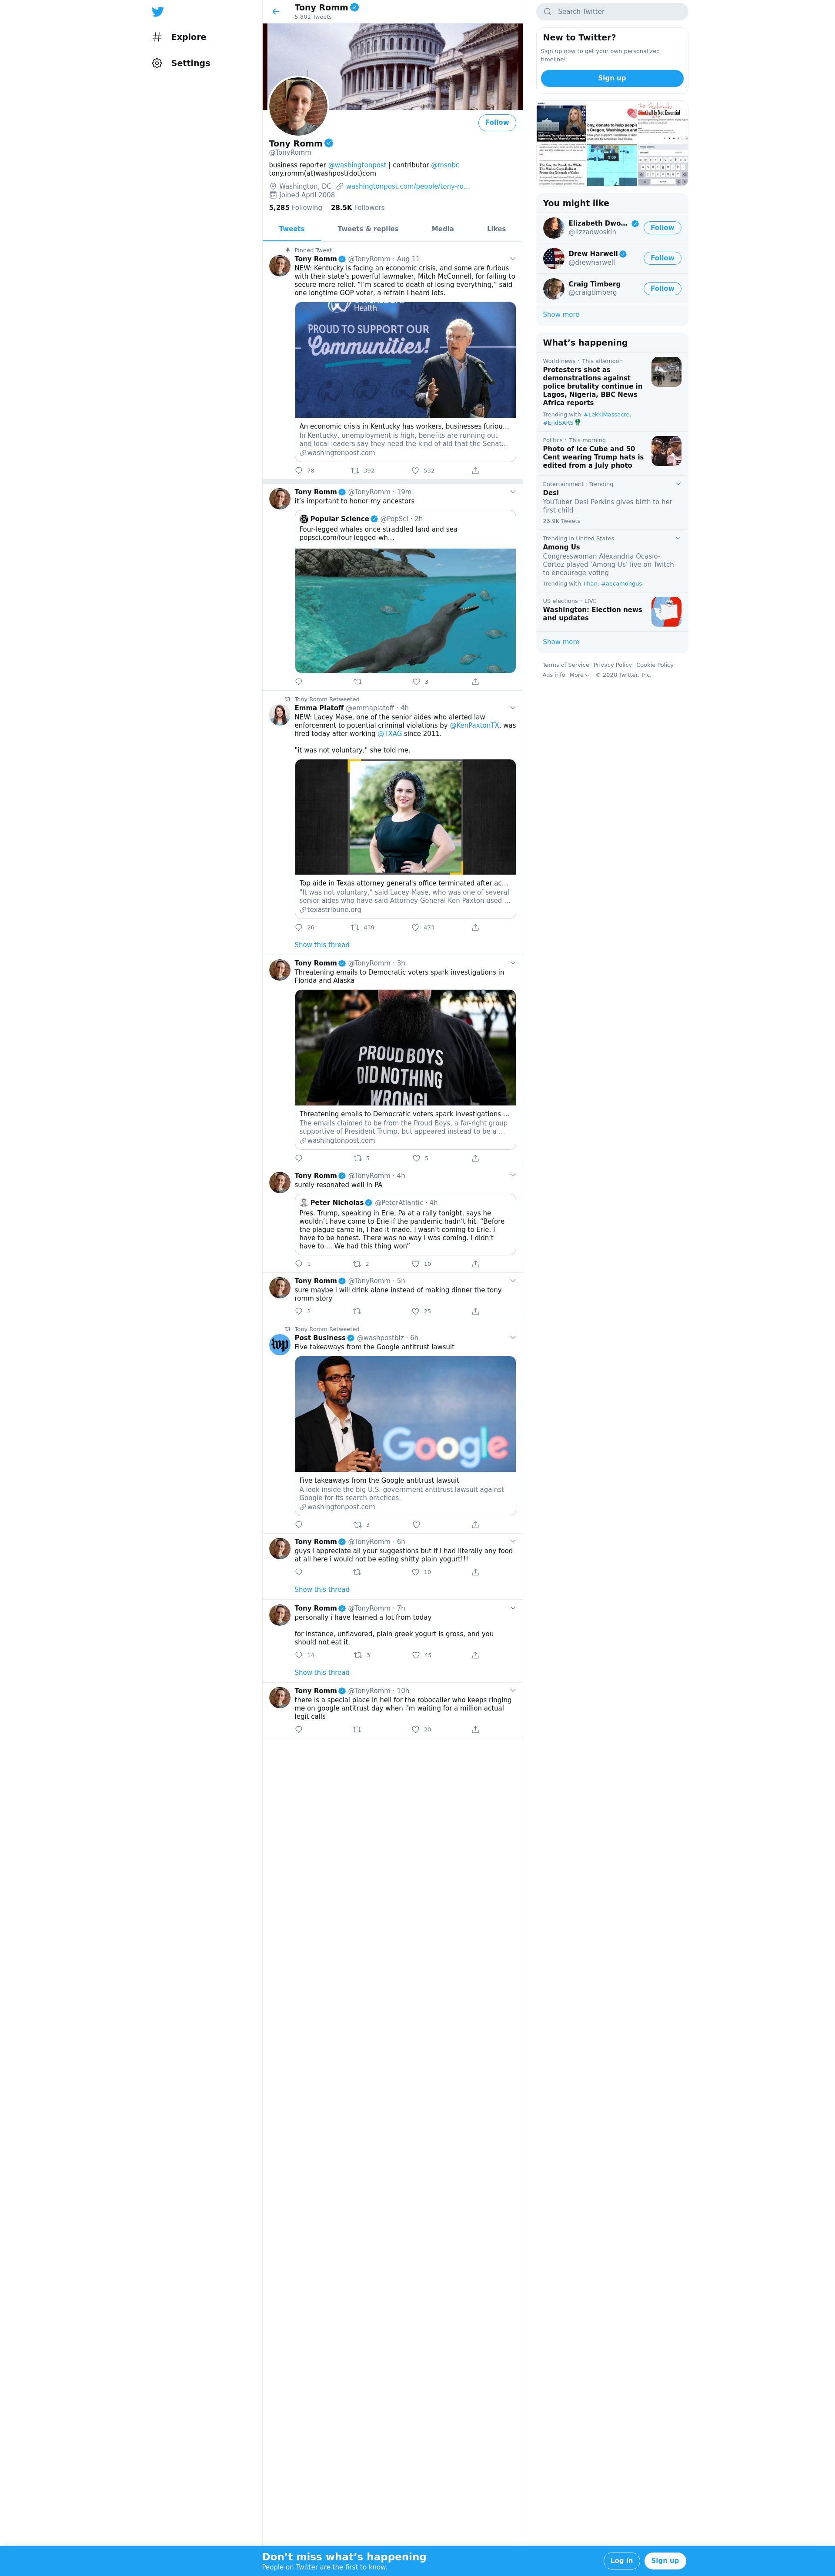 Explore
Settings
Tony Romm
5,801 Tweets
Follow
Tony Romm
@TonyRomm
business reporter @washingtonpost | contributor @msnbc
tony.romm(at)washpost(dot)com
Washington, DC washingtonpost.com/people/tony-ro…
Joined April 2008
5,285 Following 28.5K Followers
Tweets Tweets & replies Media Likes
Pinned Tweet
Tony Romm @TonyRomm · Aug 11
NEW: Kentucky is facing an economic crisis, and some are furious
with their state's powerful lawmaker, Mitch McConnell, for failing to
secure more relief. "I'm scared to death of losing everything," said
one longtime GOP voter, a refrain I heard lots.
Health
PROUD TO SUPPORT OUR
Communities!
An economic crisis in Kentucky has workers, businesses furiou…
In Kentucky, unemployment is high, benefits are running out
and local leaders say they need the kind of aid that the Senat…
washingtonpost.com
78 392 532
Tony Romm @TonyRomm · 19m
it's important to honor my ancestors
Popular Science @PopSci · 2h
Four-legged whales once straddled land and sea
popsci.com/four-legged-wh…
3
Tony Romm Retweeted
Emma Platoff @emmaplatoff · 4h
NEW: Lacey Mase, one of the senior aides who alerted law
enforcement to potential criminal violations by @KenPaxtonTX, was
fired today after working @TXAG since 2011.
"it was not voluntary," she told me.
Top aide in Texas attorney general's office terminated after ac…
"It was not voluntary," said Lacey Mase, who was one of several
senior aides who have said Attorney General Ken Paxton used …
texastribune.org
26 439 473
Show this thread
Tony Romm @TonyRomm · 3h
Threatening emails to Democratic voters spark investigations in
Florida and Alaska
PROUD BOYS
DID NOTHING
WRONG!
Threatening emails to Democratic voters spark investigations …
The emails claimed to be from the Proud Boys, a far-right group
supportive of President Trump, but appeared instead to be a …
washingtonpost.com
5 5
Tony Romm @TonyRomm · 4h
surely resonated well in PA
Peter Nicholas @PeterAtlantic · 4h
Pres. Trump, speaking in Erie, Pa at a rally tonight, says he
wouldn't have come to Erie if the pandemic hadn't hit. "Before
the plague came in, I had it made. I wasn't coming to Erie. I
have to be honest. There was no way I was coming. I didn't
have to…. We had this thing won"
1 2 10
Tony Romm @TonyRomm · 5h
sure maybe i will drink alone instead of making dinner the tony
romm story
2 25
Tony Romm Retweeted
wp
Post Business @washpostbiz · 6h
Five takeaways from the Google antitrust lawsuit
Google
Five takeaways from the Google antitrust lawsuit
A look inside the big U.S. government antitrust lawsuit against
Google for its search practices.
washingtonpost.com
3
Tony Romm @TonyRomm · 6h
guys i appreciate all your suggestions but if i had literally any food
at all here i would not be eating shitty plain yogurt!!!
10
Show this thread
Tony Romm @TonyRomm · 7h
personally i have learned a lot from today
for instance, unflavored, plain greek yogurt is gross, and you
should not eat it.
14 3 45
Show this thread
Tony Romm @TonyRomm · 10h
there is a special place in hell for the robocaller who keeps ringing
me on google antitrust day when i'm waiting for a million actual
legit calls
20
Search Twitter
New to Twitter?
Sign up now to get your own personalized
timeline!
Sign up
You might like
Elizabeth Dwo…
@lizzadwoskin
Follow
Drew Harwell
@drewharwell
Follow
Craig Timberg
@craigtimberg
Follow
Show more
What's happening
World news · This afternoon
Protesters shot as
demonstrations against
police brutality continue in
Lagos, Nigeria, BBC News
Africa reports
Trending with #LekkiMassacre,
#EndSARS
Politics · This morning
Photo of Ice Cube and 50
Cent wearing Trump hats is
edited from a July photo
Entertainment · Trending
Desi
YouTuber Desi Perkins gives birth to her
first child
23.9K Tweets
Trending in United States
Among Us
Congresswoman Alexandria Ocasio-
Cortez played 'Among Us' live on Twitch
to encourage voting
Trending with Ilhan, #aocamongus
US elections · LIVE
Washington: Election news
and updates
Show more
Terms of Service Privacy Policy Cookie Policy
Ads info More © 2020 Twitter, Inc.
Don't miss what's happening
People on Twitter are the first to know.
Log in
Sign up